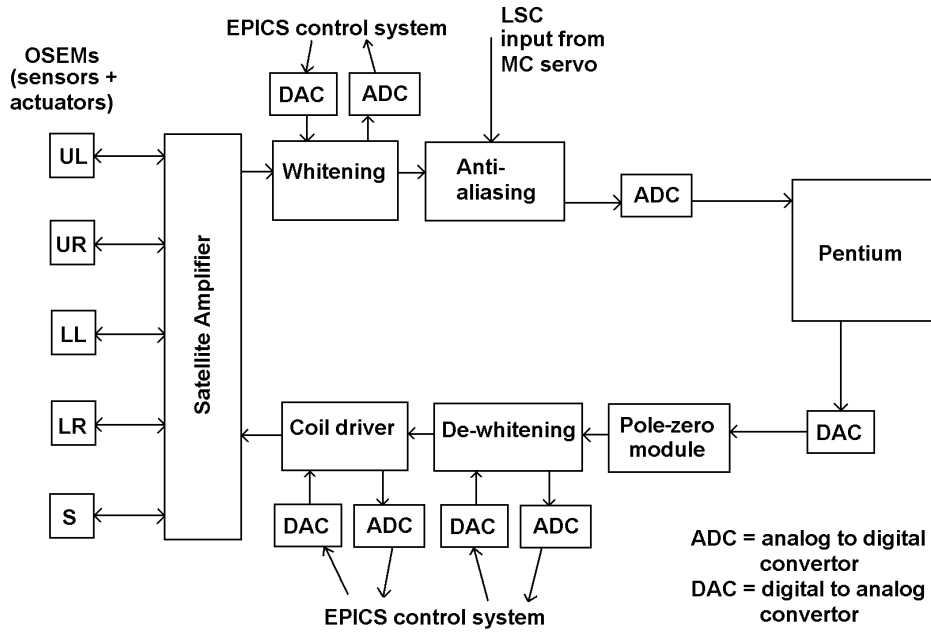 EPICS control system
LSC
input from
MC servo
OSEMs
(sensors +
actuators)
DAC
ADC
UL
Whitening
Anti-
aliasing
ADC
UR
Pentium
Satellite Amplifier
LL
LR
Coil driver
De-whitening
Pole-zero
module
DAC
S
DAC
ADC
DAC
ADC
ADC = analog to digital
convertor
DAC = digital to analog
convertor
EPICS control system